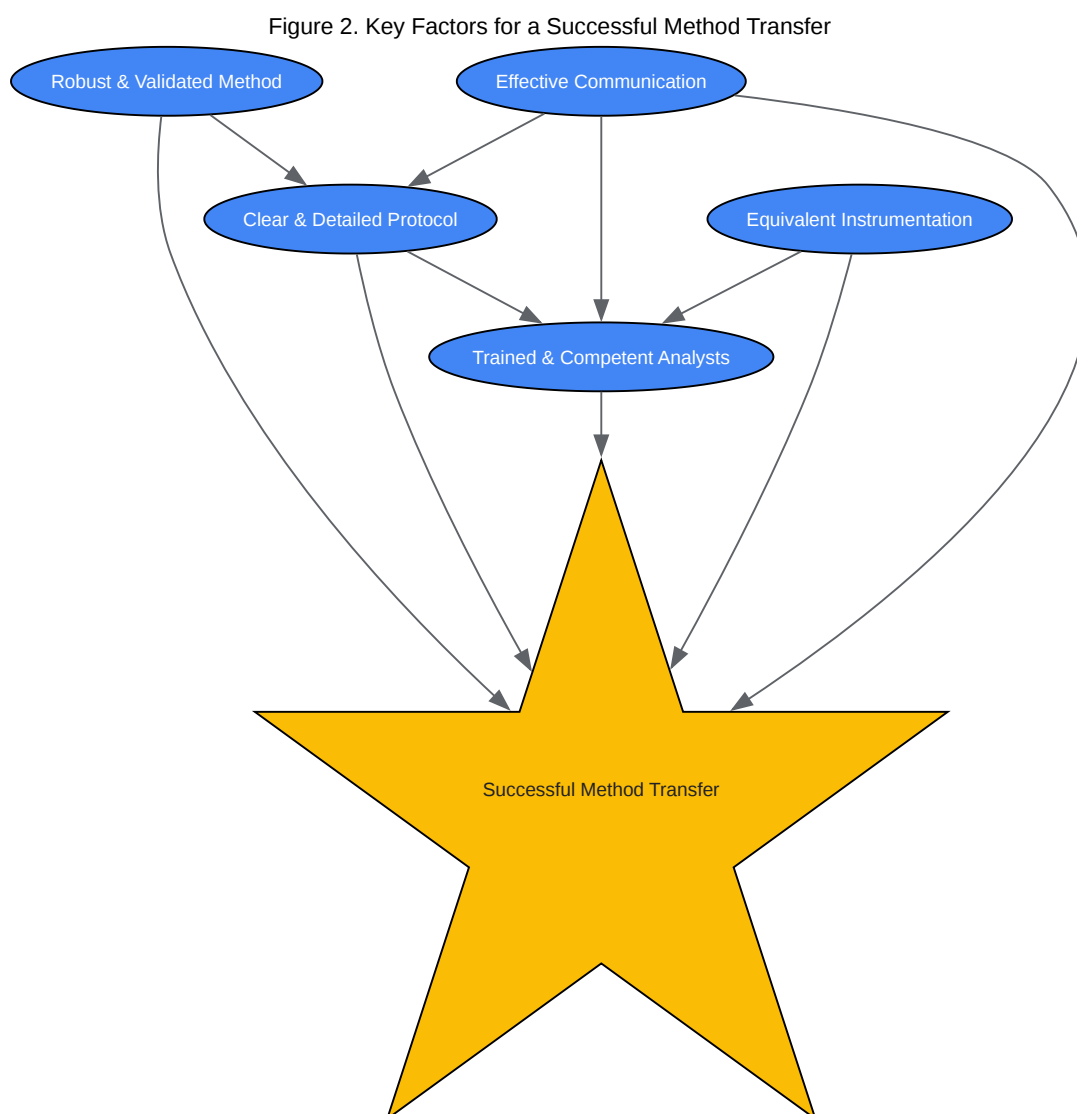 Figure 2. Key Factors for a Successful Method Transfer
Robust & Validated Method
Effective Communication
Clear & Detailed Protocol
Equivalent Instrumentation
Trained & Competent Analysts
Successful Method Transfer